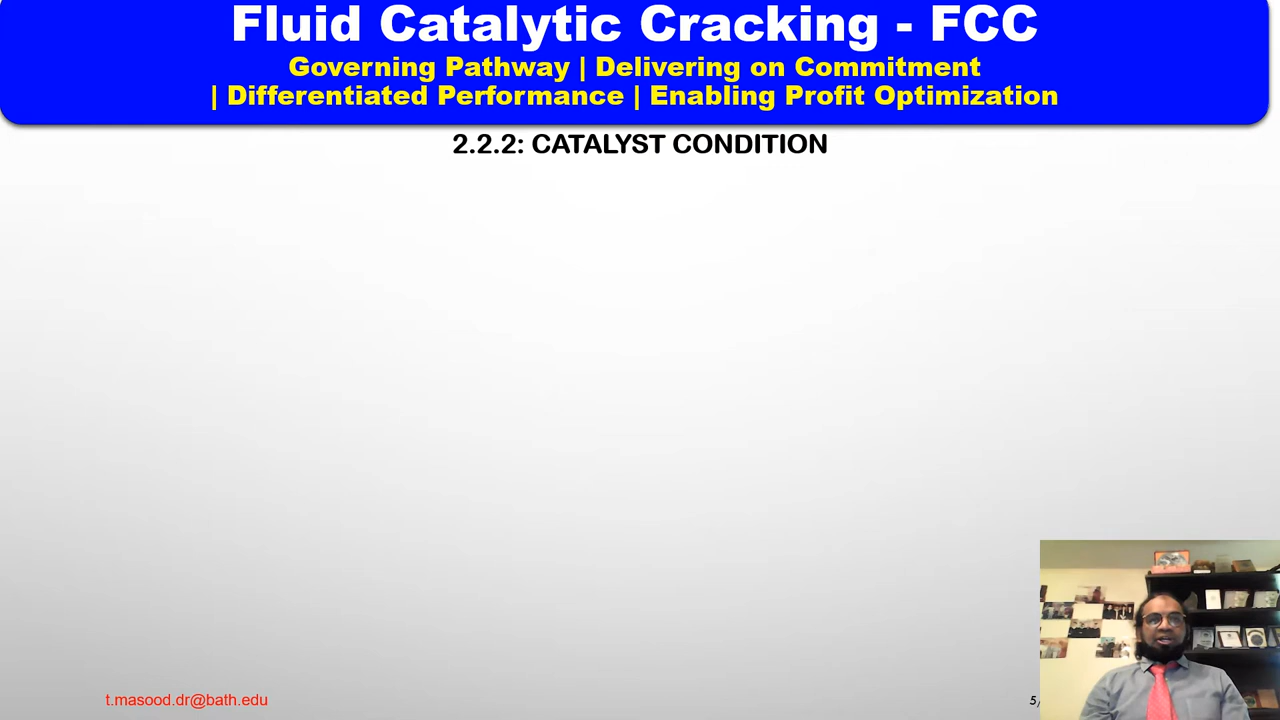 Fluid Catalytic Cracking - FCC
Governing Pathway | Delivering on Commitment
| Differentiated Performance | Enabling Profit Optimization
2.2.2: CATALYST CONDITION
t.masood.dr@bath.edu
5/